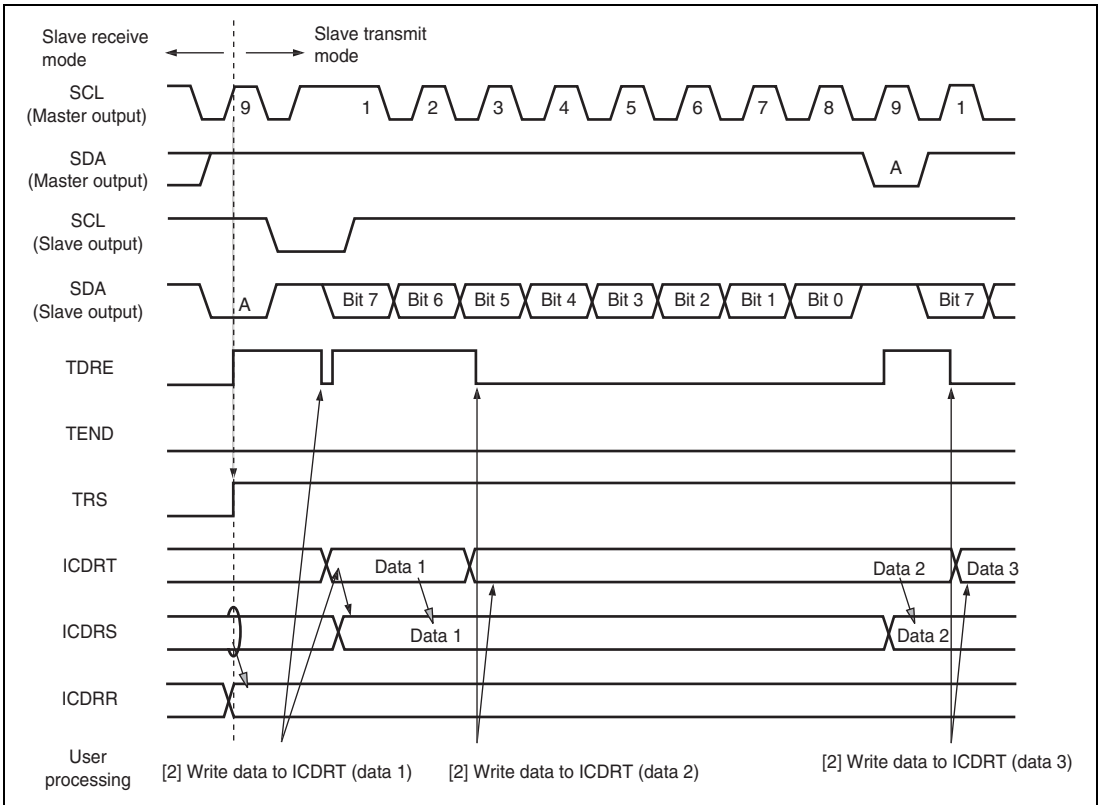 Slave receive
mode
Slave transmit
mode
SCL
(Master output)
9 1 2 3 4 5 6 7 8 9 1
SDA
(Master output)
A
SCL
(Slave output)
SDA
(Slave output)
A Bit 7 Bit 6 Bit 5 Bit 4 Bit 3 Bit 2 Bit 1 Bit 0 Bit 7
TDRE
TEND
TRS
ICDRT
Data 1 Data 2 Data 3
ICDRS
Data 1 Data 2
ICDRR
User
processing
[2] Write data to ICDRT (data 1) [2] Write data to ICDRT (data 2) [2] Write data to ICDRT (data 3)